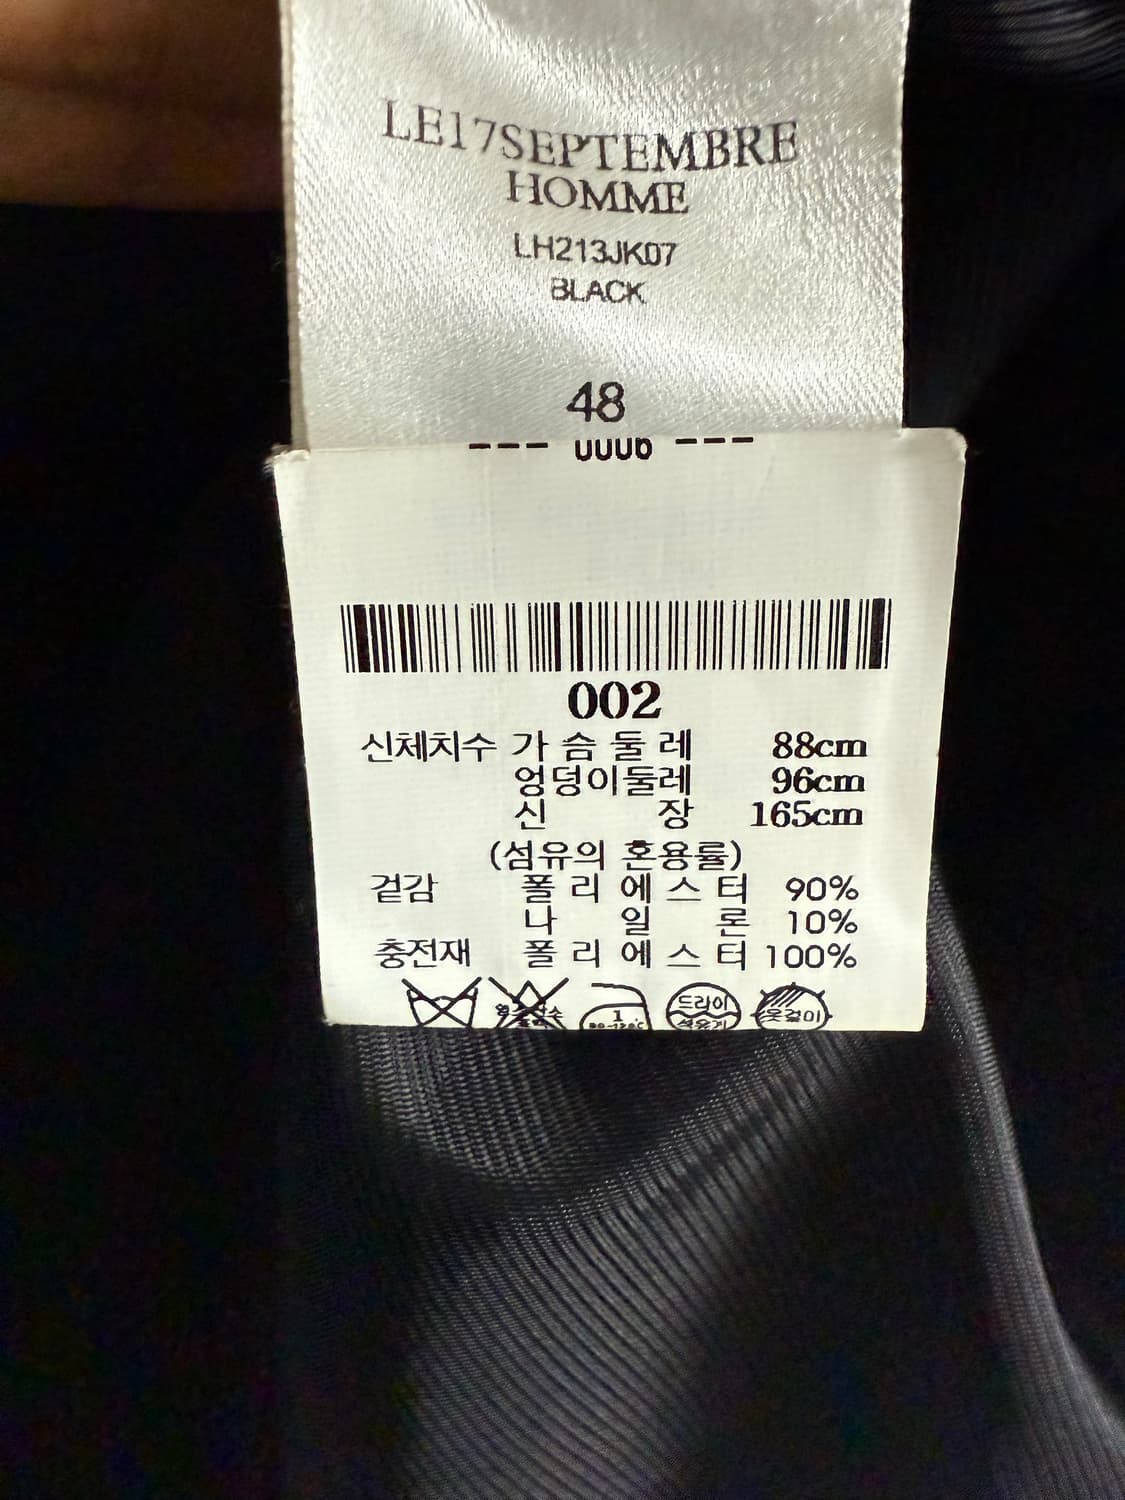 LE17SEPTEMBRE
HOMME
LH213JK07
BLACK
48
002
신체치수 가슴둘레 88cm
엉덩이둘레 96cm
신장 165cm
(섬유의 혼용률)
겉감 폴리에스터 90%
나일론 10%
충전재 폴리에스터 100%
드라이
옷걸이